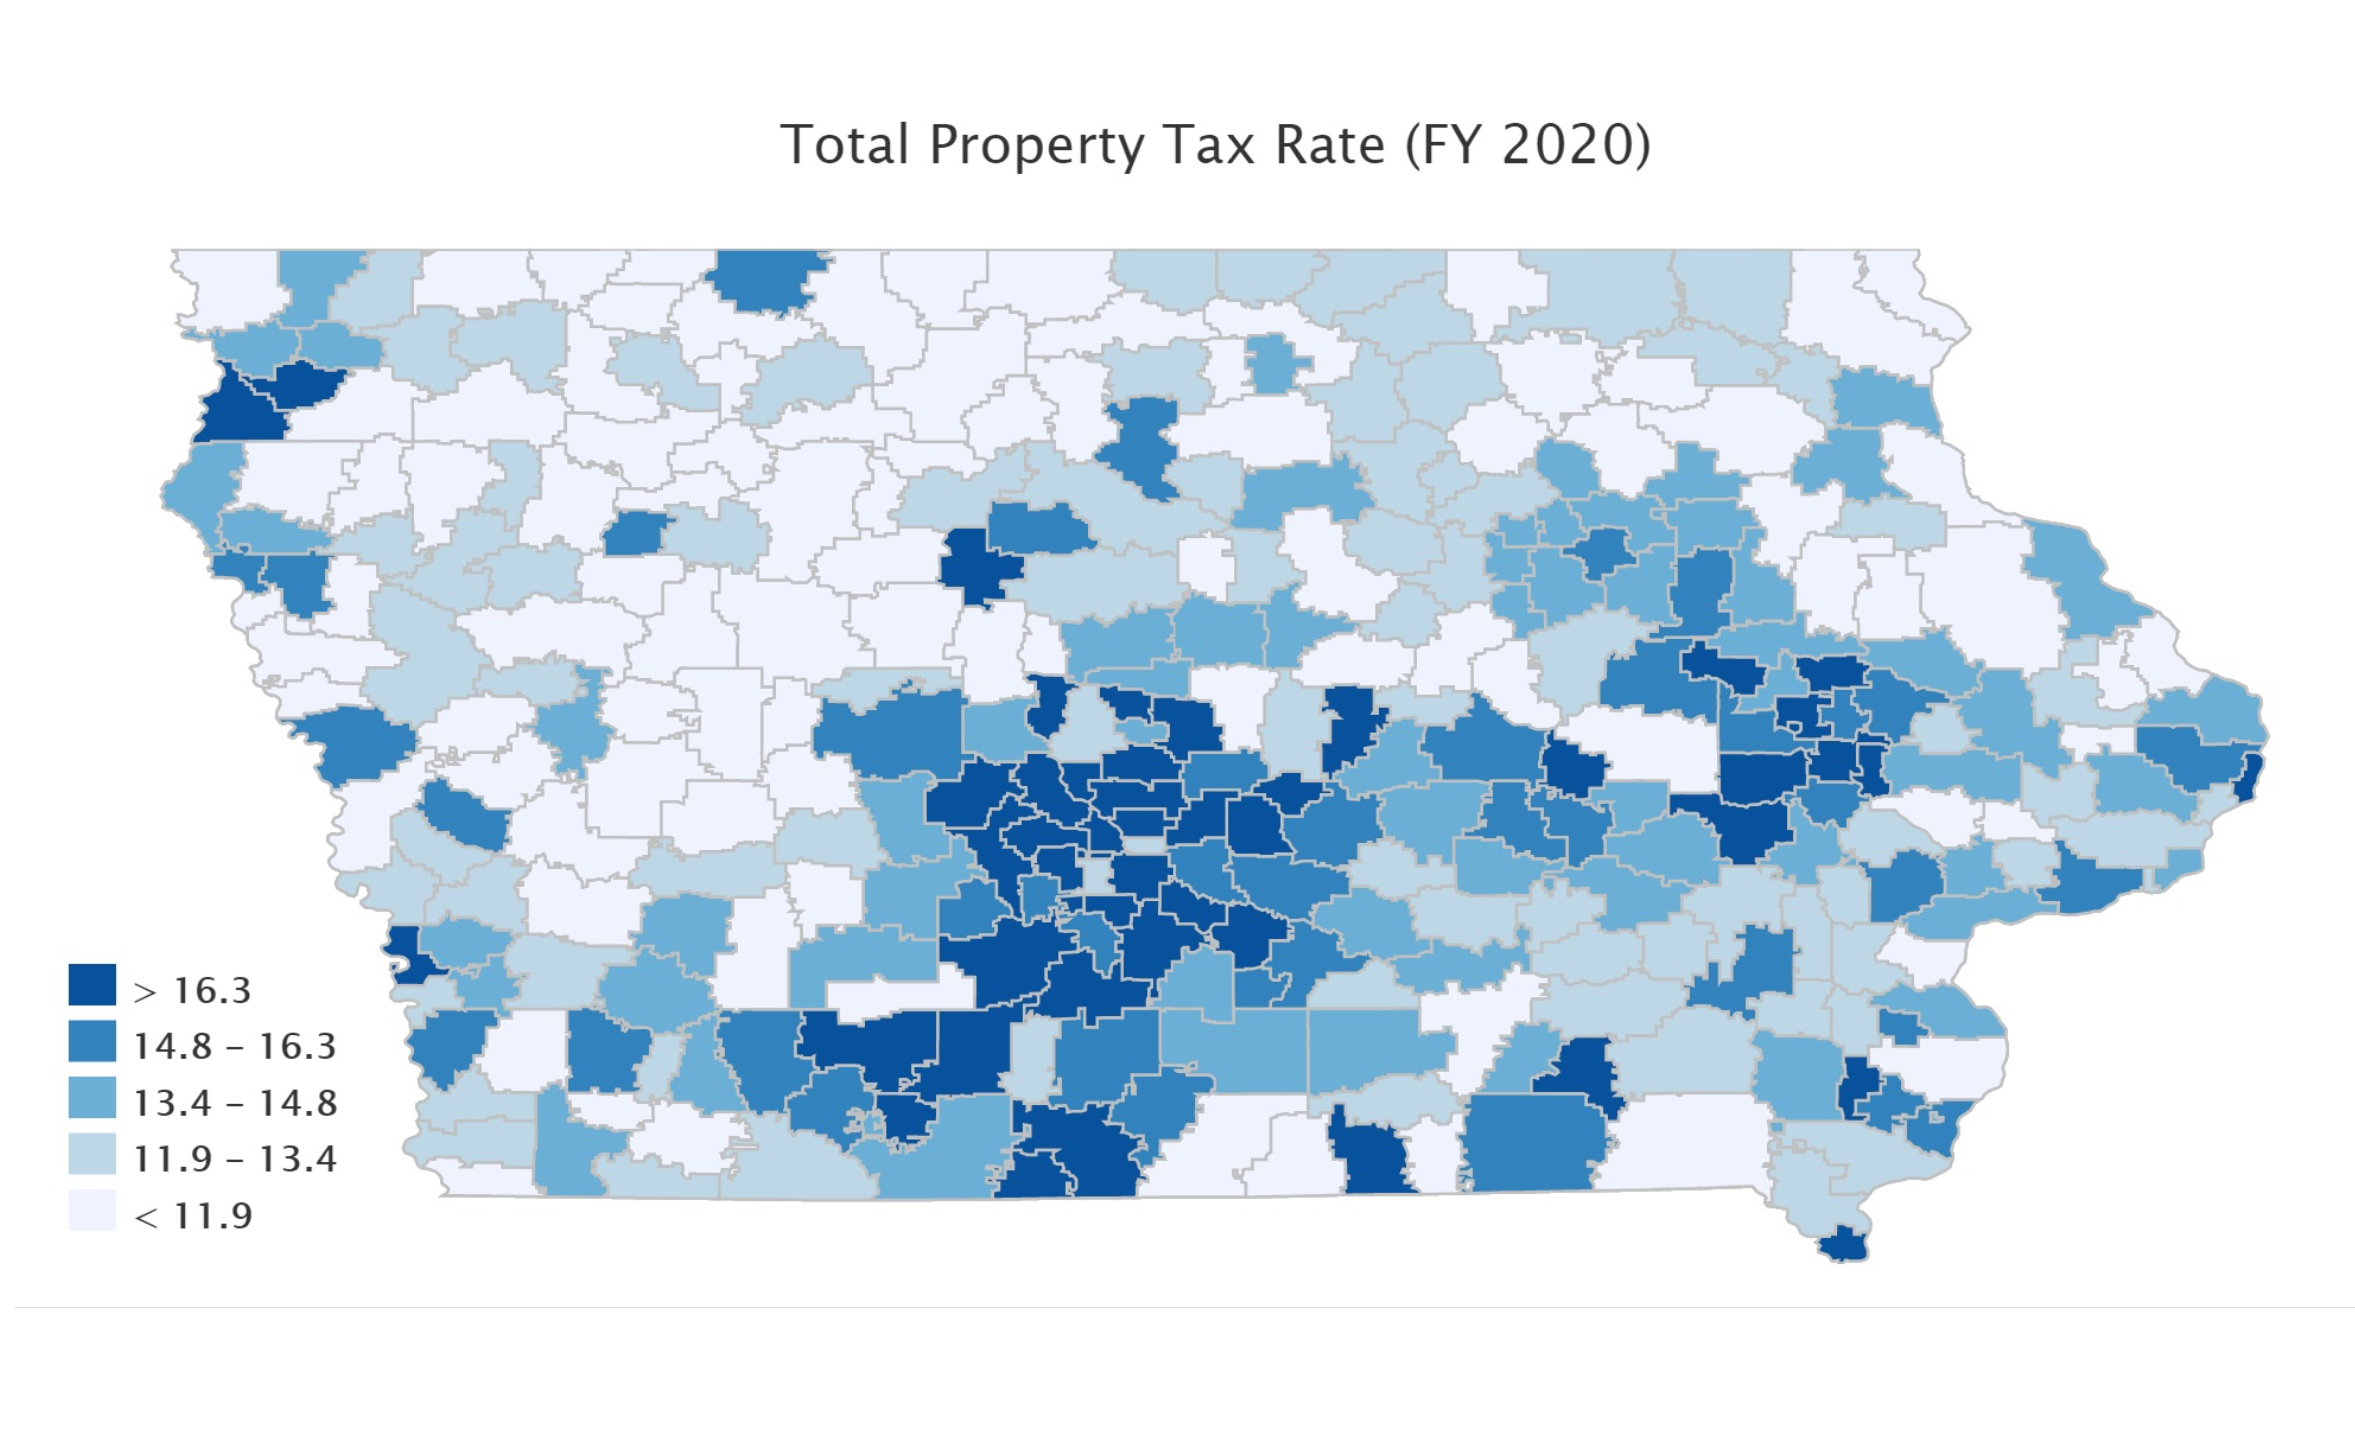 Total Property Tax Rate (FY 2020)
> 16.3
14.8 – 16.3
13.4 – 14.8
11.9 – 13.4
< 11.9